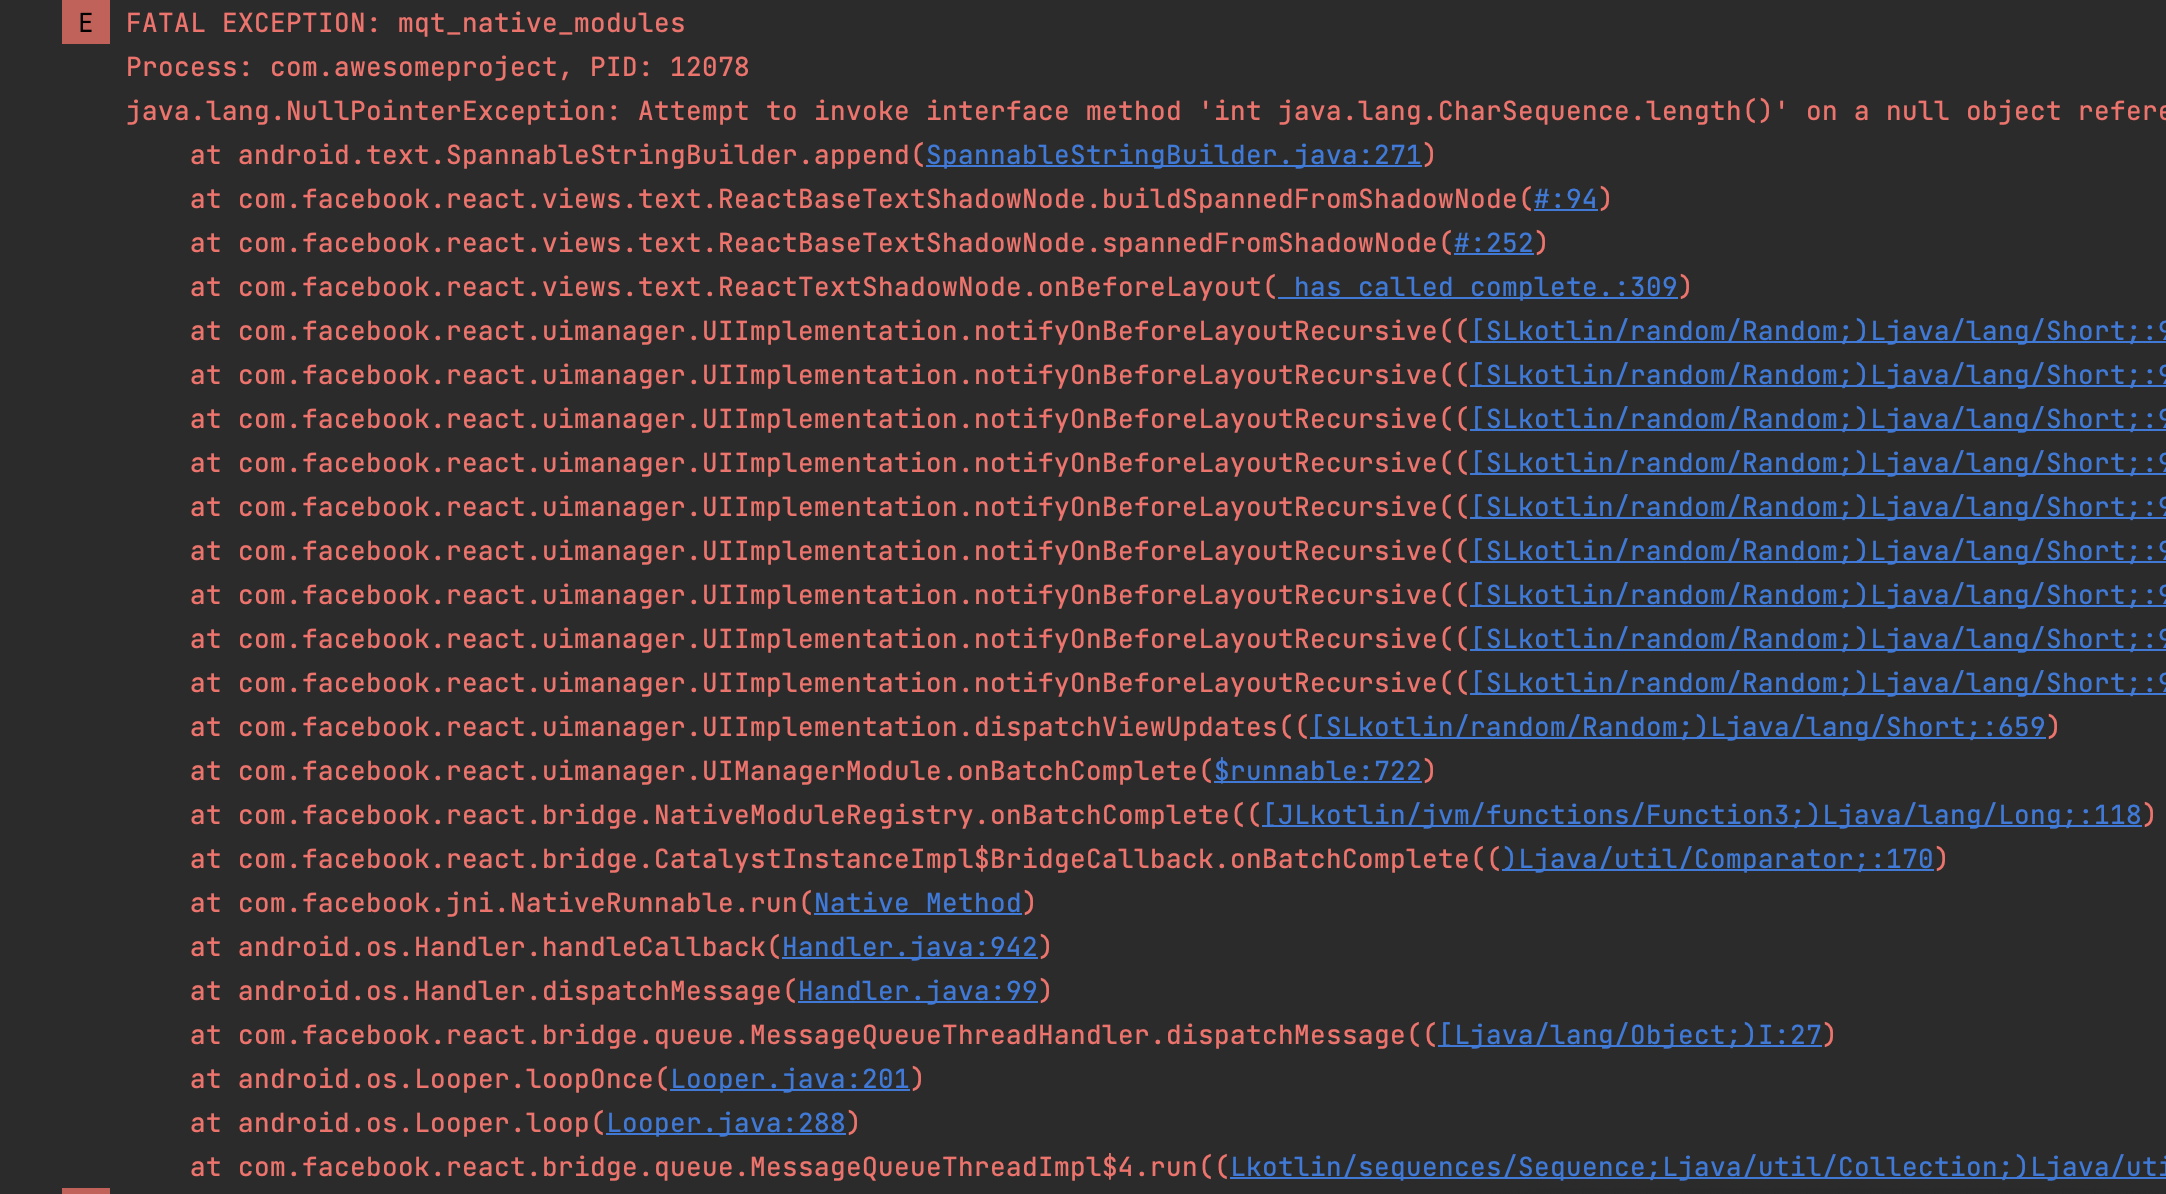 E FATAL EXCEPTION: mqt_native_modules
Process: com.awesomeproject, PID: 12078
java.lang.NullPointerException: Attempt to invoke interface method 'int java.lang.CharSequence.length()' on a null object refere
at android.text.SpannableStringBuilder.append(SpannableStringBuilder.java:271)
at com.facebook.react.views.text.ReactBaseTextShadowNode.buildSpannedFromShadowNode(#:94)
at com.facebook.react.views.text.ReactBaseTextShadowNode.spannedFromShadowNode(#:252)
at com.facebook.react.views.text.ReactTextShadowNode.onBeforeLayout( has called complete.:309)
at com.facebook.react.uimanager.UIImplementation.notifyOnBeforeLayoutRecursive(([SLkotlin/random/Random;)Ljava/lang/Short;:9
at com.facebook.react.uimanager.UIImplementation.notifyOnBeforeLayoutRecursive(([SLkotlin/random/Random;)Ljava/lang/Short;:9
at com.facebook.react.uimanager.UIImplementation.notifyOnBeforeLayoutRecursive(([SLkotlin/random/Random;)Ljava/lang/Short;:9
at com.facebook.react.uimanager.UIImplementation.notifyOnBeforeLayoutRecursive(([SLkotlin/random/Random;)Ljava/lang/Short;:9
at com.facebook.react.uimanager.UIImplementation.notifyOnBeforeLayoutRecursive(([SLkotlin/random/Random;)Ljava/lang/Short;:9
at com.facebook.react.uimanager.UIImplementation.notifyOnBeforeLayoutRecursive(([SLkotlin/random/Random;)Ljava/lang/Short;:9
at com.facebook.react.uimanager.UIImplementation.notifyOnBeforeLayoutRecursive(([SLkotlin/random/Random;)Ljava/lang/Short;:9
at com.facebook.react.uimanager.UIImplementation.notifyOnBeforeLayoutRecursive(([SLkotlin/random/Random;)Ljava/lang/Short;:9
at com.facebook.react.uimanager.UIImplementation.notifyOnBeforeLayoutRecursive(([SLkotlin/random/Random;)Ljava/lang/Short;:9
at com.facebook.react.uimanager.UIImplementation.dispatchViewUpdates(([SLkotlin/random/Random;)Ljava/lang/Short;:659)
at com.facebook.react.uimanager.UIManagerModule.onBatchComplete($runnable:722)
at com.facebook.react.bridge.NativeModuleRegistry.onBatchComplete(([JLkotlin/jvm/functions/Function3;)Ljava/lang/Long;:118)
at com.facebook.react.bridge.CatalystInstanceImpl$BridgeCallback.onBatchComplete(()Ljava/util/Comparator;:170)
at com.facebook.jni.NativeRunnable.run(Native Method)
at android.os.Handler.handleCallback(Handler.java:942)
at android.os.Handler.dispatchMessage(Handler.java:99)
at com.facebook.react.bridge.queue.MessageQueueThreadHandler.dispatchMessage(([Ljava/lang/Object;)I:27)
at android.os.Looper.loopOnce(Looper.java:201)
at android.os.Looper.loop(Looper.java:288)
at com.facebook.react.bridge.queue.MessageQueueThreadImpl$4.run((Lkotlin/sequences/Sequence;Ljava/util/Collection;)Ljava/uti